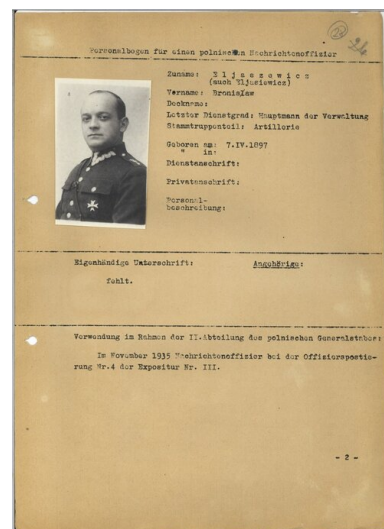 Personalbogen für einen polnischen Nachrichtenoffizier
Zuname: Eljaszewicz
(auch Eljasiewicz)
Vorname: Bronisław
Deckname:
Letzter Dienstgrad: Hauptmann der Verwaltung
Stammtruppenteil: Artillerie
Geboren am: 7.IV.1897
" in:
Dienstanschrift:
Privatanschrift:
Personal-
beschreibung:
Eigenhändige Unterschrift: Angehörige:
fehlt.
Verwendung im Rahmen der II.Abteilung des polnischen Generalstabes:
Im November 1935 Nachrichtenoffizier bei der Offizierspostie-
rung Nr.4 der Expositur Nr. III.
- 2 -